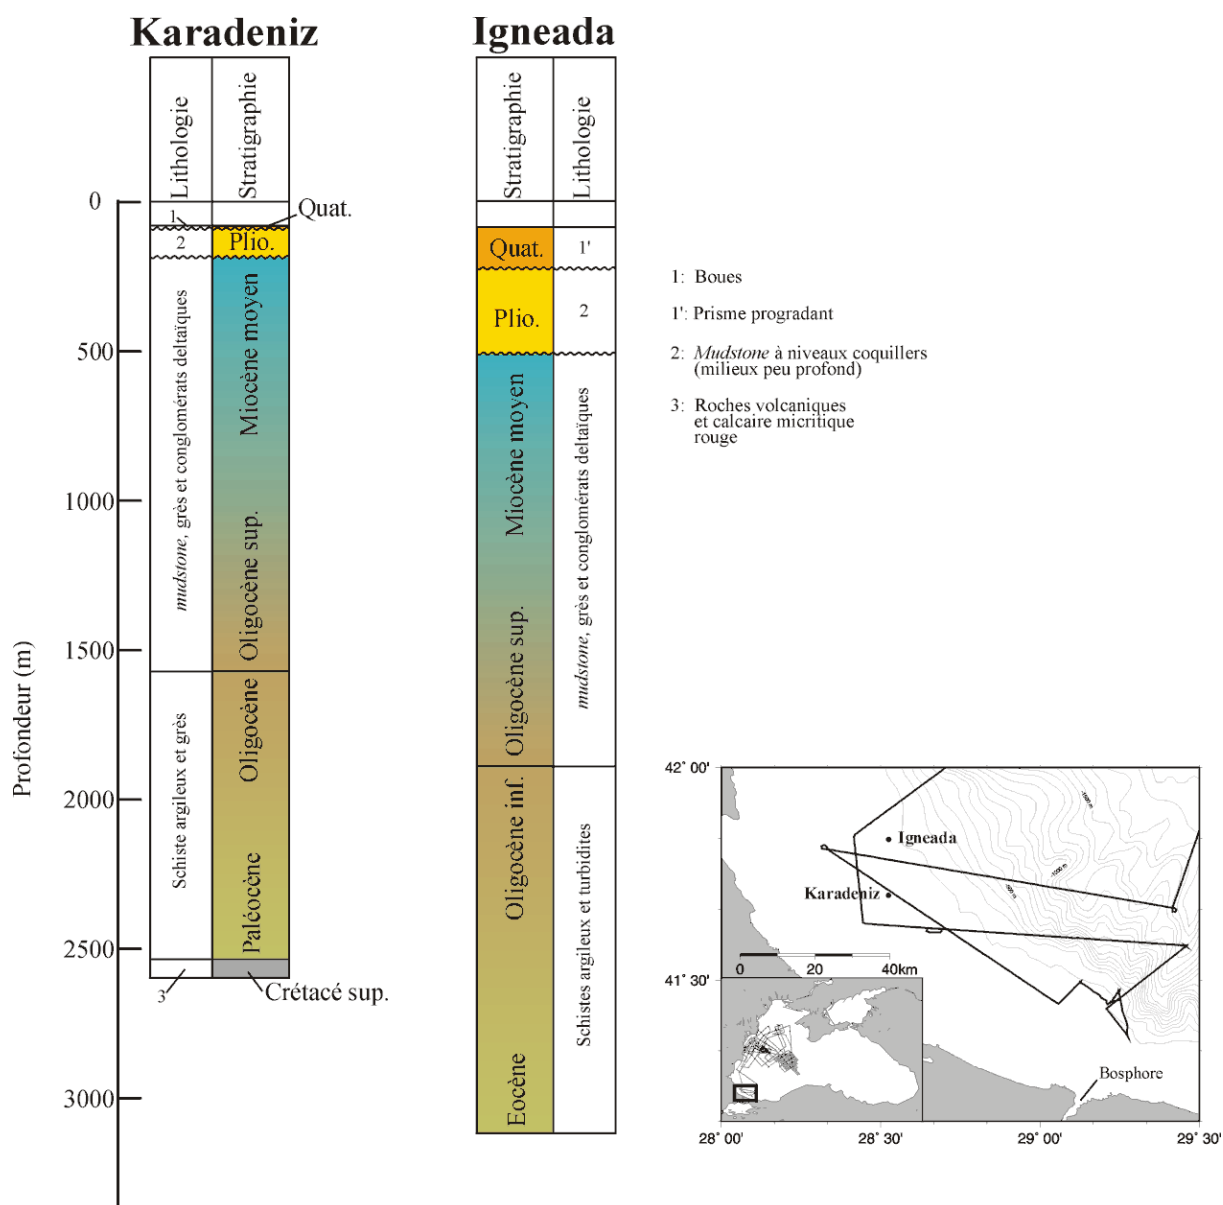 Karadeniz
Igneada
Lithologie
Stratigraphie
Stratigraphie
Lithologie
Profondeur (m)
0
500
1000
1500
2000
2500
3000
1
2
mudstone, grès et conglomérats deltaïques
Schiste argileux et grès
3
Quat.
Plio.
Miocène moyen
Oligocène sup.
Oligocène
Paléocène
Crétacé sup.
Quat.
Plio.
Miocène moyen
Oligocène sup.
Oligocène inf.
Eocène
1'
2
mudstone, grès et conglomérats deltaïques
Schistes argileux et turbidites
1: Boues
1': Prisme progradant
2: Mudstone à niveaux coquillers
(milieux peu profond)
3: Roches volcaniques
et calcaire micritique
rouge
42° 00'
41° 30'
Igneada
Karadeniz
-1500 m
-1000 m
-500 m
0 20 40km
Bosphore
28° 00' 28° 30' 29° 00' 29° 30'